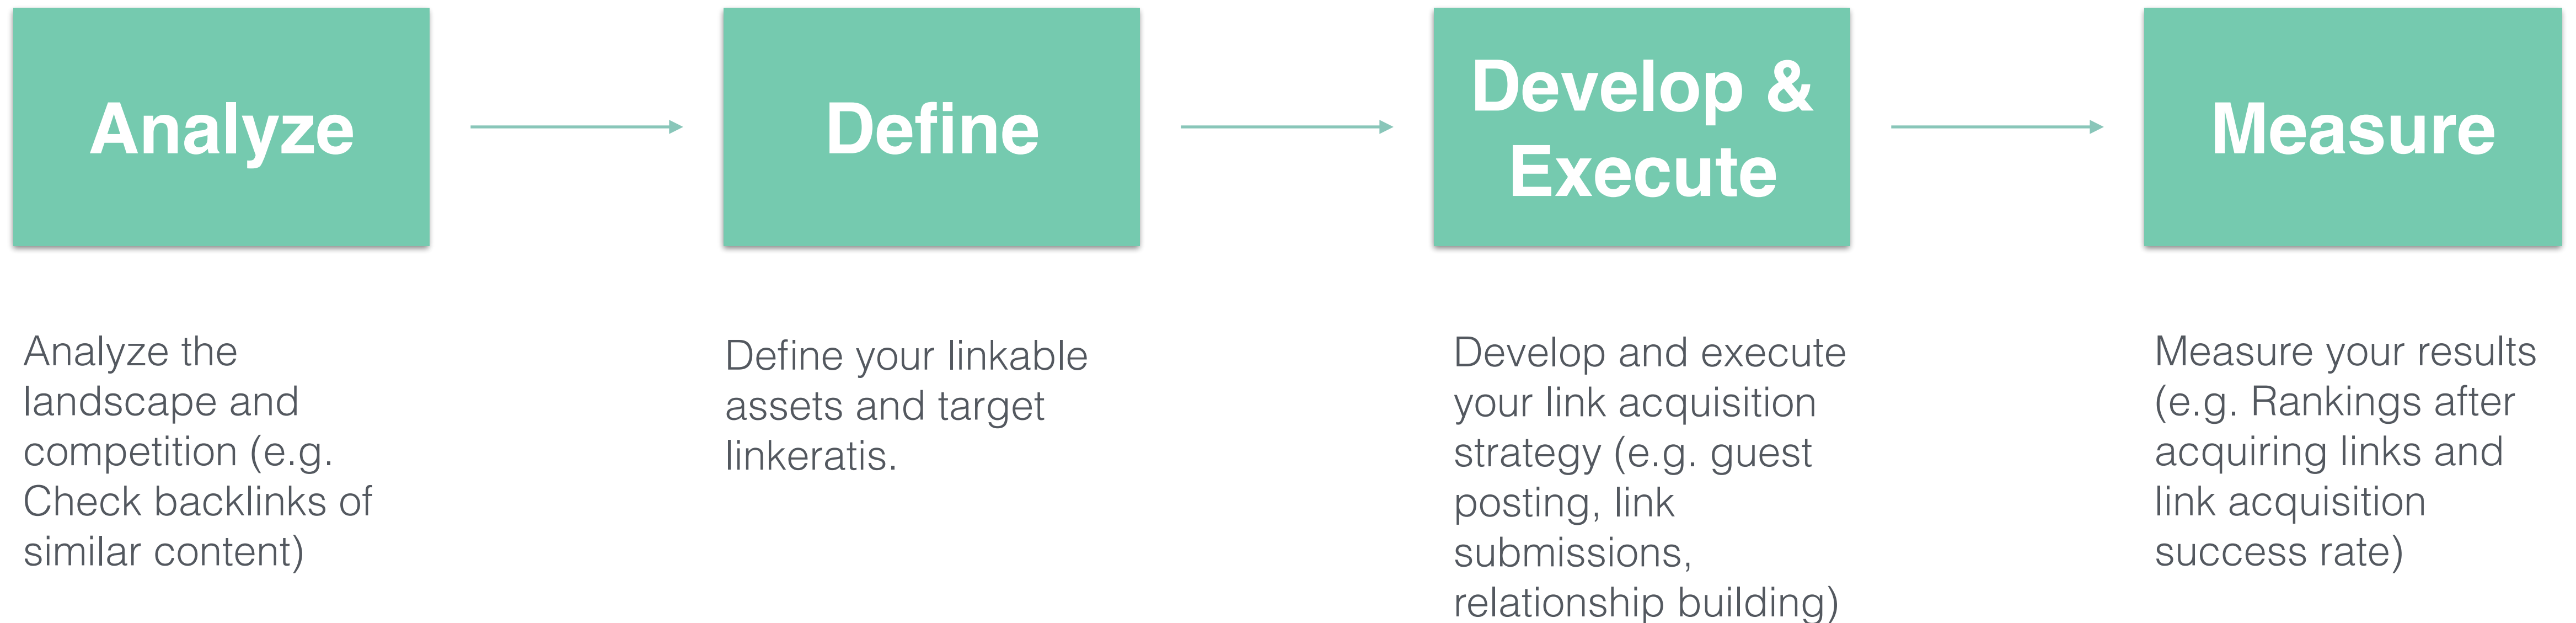 Analyze
Define
Develop &
Execute
Measure
Analyze the
landscape and
competition (e.g.
Check backlinks of
similar content)
Define your linkable
assets and target
linkeratis.
Develop and execute
your link acquisition
strategy (e.g. guest
posting, link
submissions,
relationship building)
Measure your results
(e.g. Rankings after
acquiring links and
link acquisition
success rate)